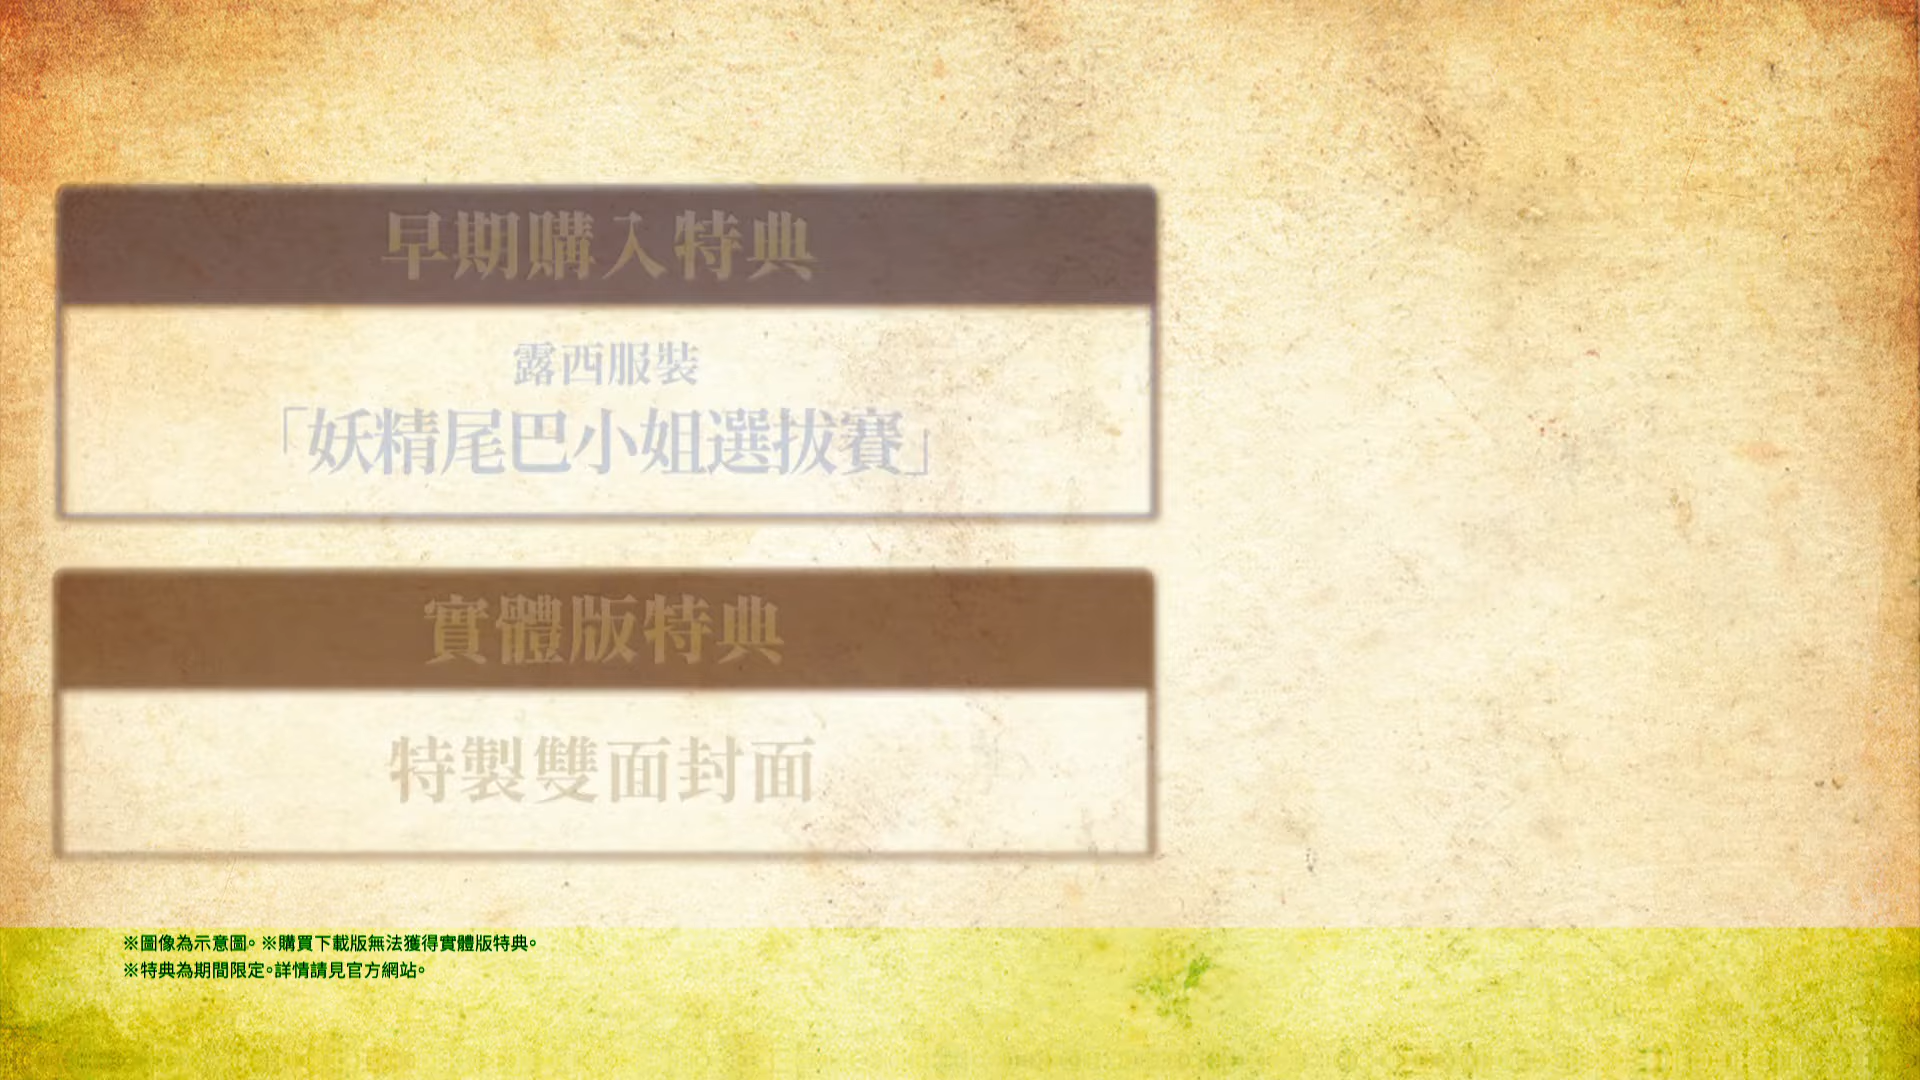 早期購入特典
露西服裝
「妖精尾巴小姐選拔賽」
實體版特典
特製雙面封面
※圖像為示意圖。※購買下載版無法獲得實體版特典。
※特典為期間限定。詳情請見官方網站。